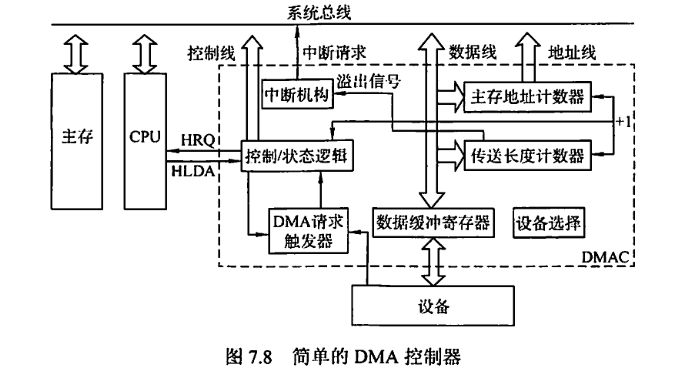 系统总线
控制线
中断请求
数据线
地址线
溢出信号
中断机构
主存地址计数器
主存
CPU
HRQ
HLDA
控制/状态逻辑
+1
传送长度计数器
DMA请求
触发器
数据缓冲寄存器
设备选择
DMAC
设备
图 7.8 简单的 DMA 控制器